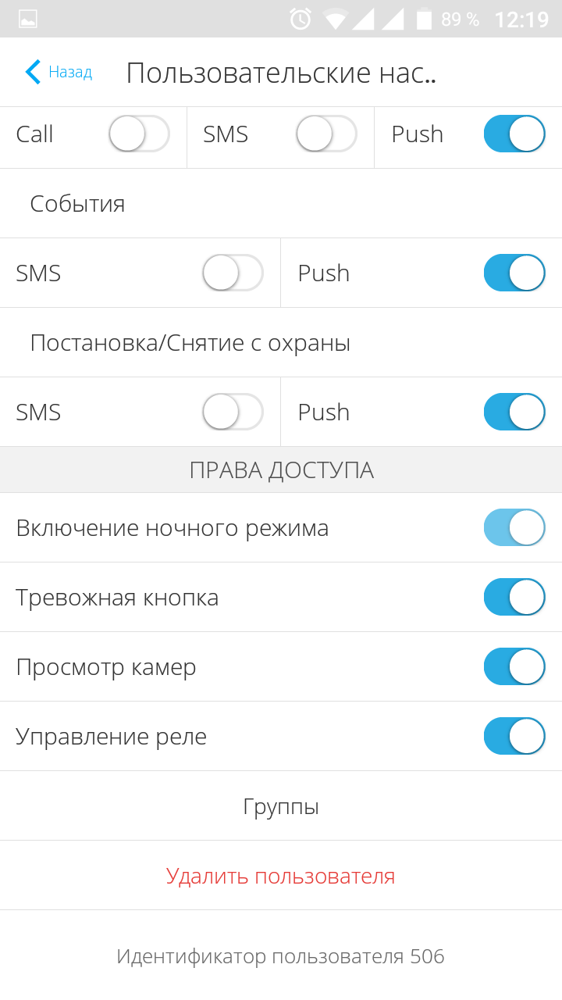 89 % 12:19
Назад Пользовательские нас..
Call SMS Push
События
SMS Push
Постановка/Снятие с охраны
SMS Push
ПРАВА ДОСТУПА
Включение ночного режима
Тревожная кнопка
Просмотр камер
Управление реле
Группы
Удалить пользователя
Идентификатор пользователя 506